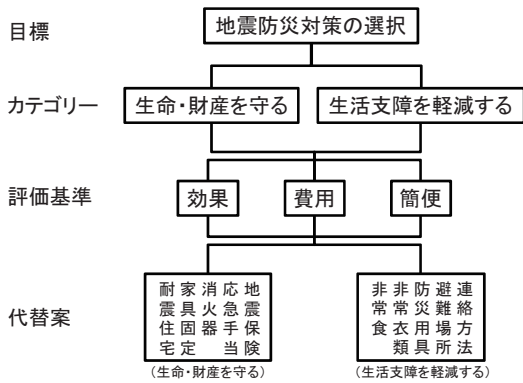 目標
地震防災対策の選択
カテゴリー
生命・財産を守る
生活支障を軽減する
評価基準
効果
費用
簡便
代替案
耐震住宅
家具固定
消火器
応急手当
地震保険
(生命・財産を守る)
非常食
非常衣類
防災用具
避難場所
連絡方法
(生活支障を軽減する)